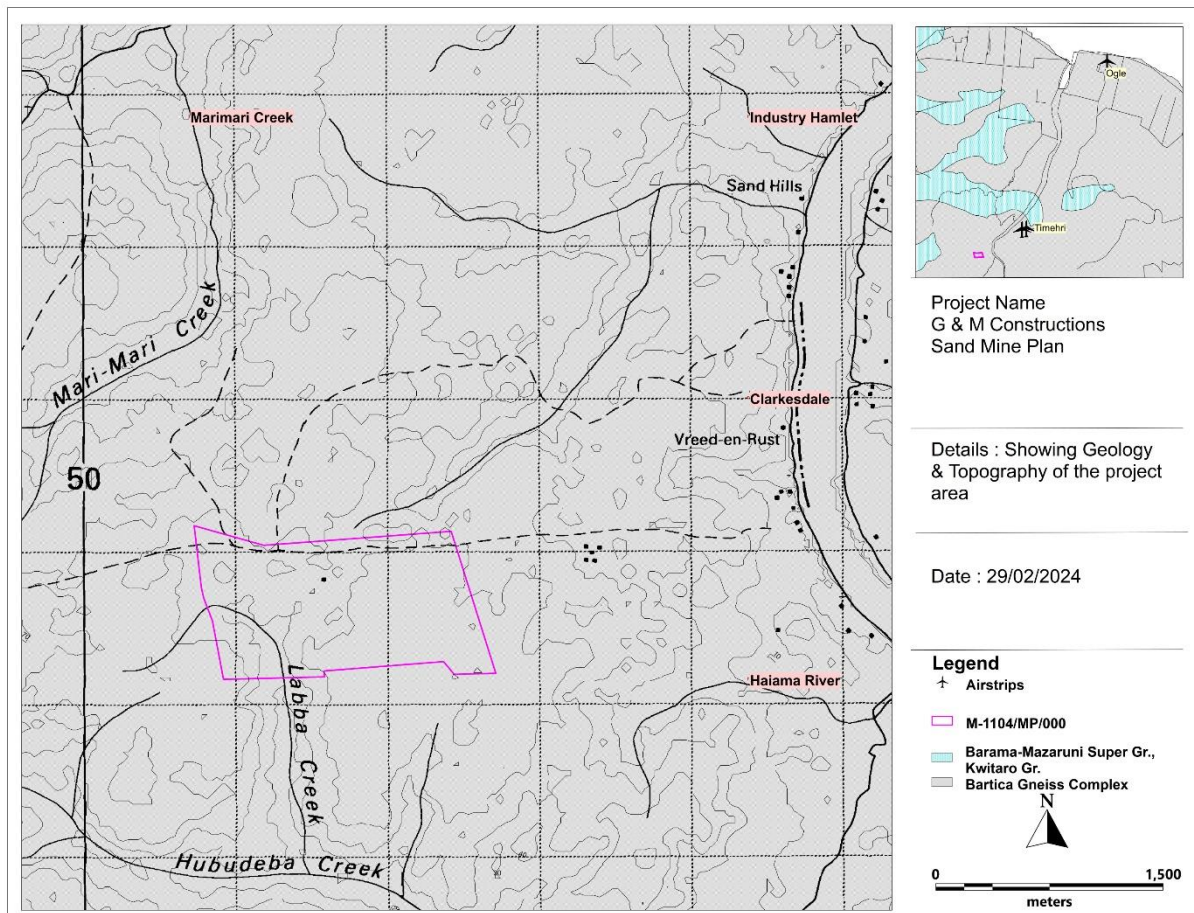 Marimari Creek
Industry Hamlet
Sand Hills
Mari-Mari Creek
Clarkesdale
Vreed-en-Rust
50
Labba Creek
Haiama River
Hubudeba Creek
Ogle
Timehri
Project Name
G & M Constructions
Sand Mine Plan
Details : Showing Geology
& Topography of the project
area
Date : 29/02/2024
Legend
Airstrips
M-1104/MP/000
Barama-Mazaruni Super Gr.,
Kwitaro Gr.
Bartica Gneiss Complex
N
0 1,500
meters